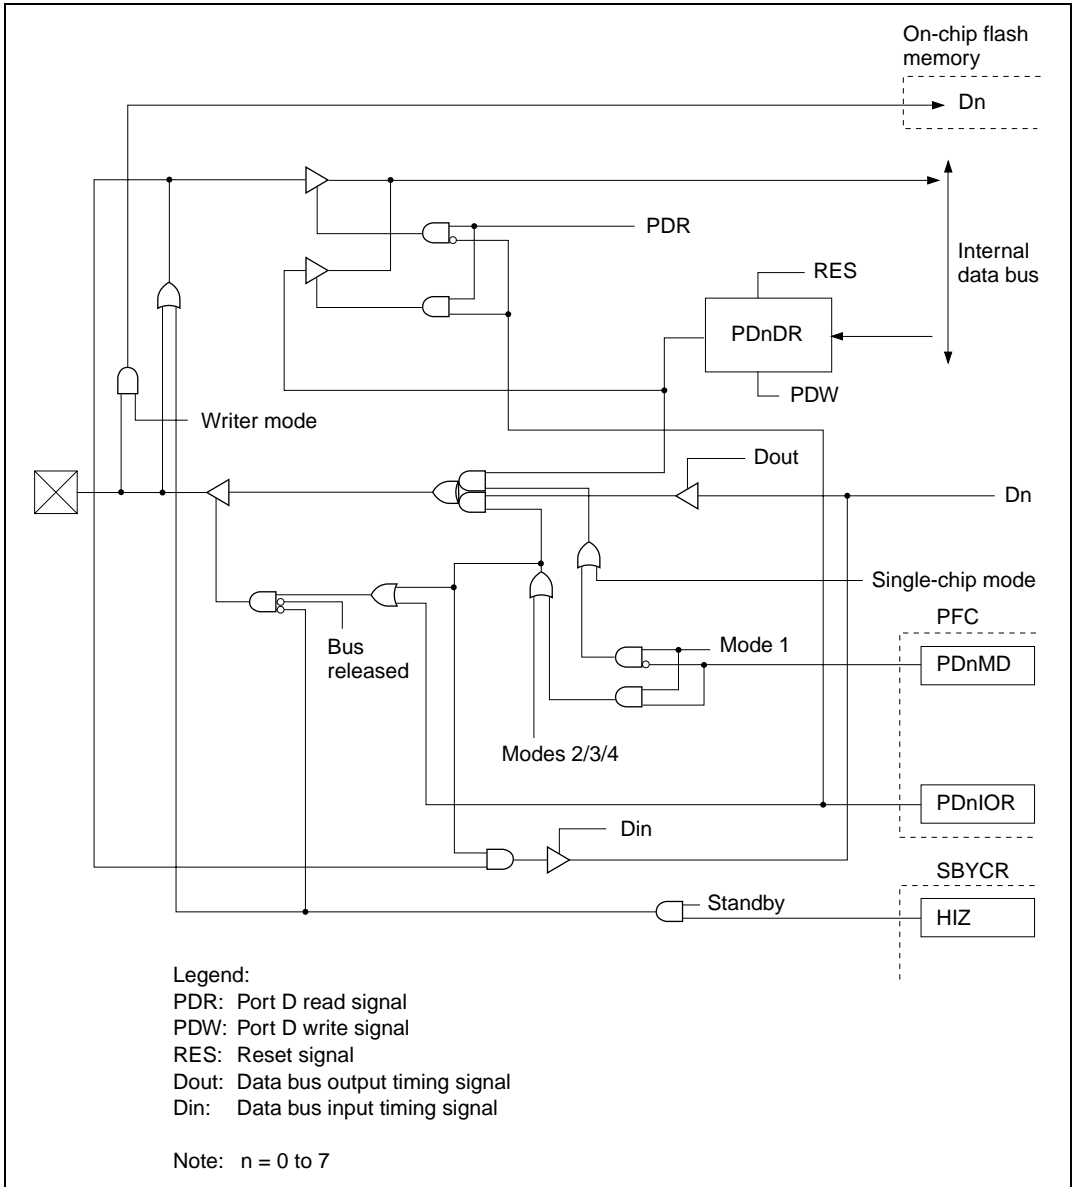 On-chip flash
memory
Dn
PDR
RES
Internal
data bus
PDnDR
PDW
Writer mode
Dout
Dn
Single-chip mode
PFC
Bus
released
Mode 1
PDnMD
Modes 2/3/4
PDnIOR
Din
SBYCR
Standby
HIZ
Legend:
PDR: Port D read signal
PDW: Port D write signal
RES: Reset signal
Dout: Data bus output timing signal
Din: Data bus input timing signal
Note: n = 0 to 7